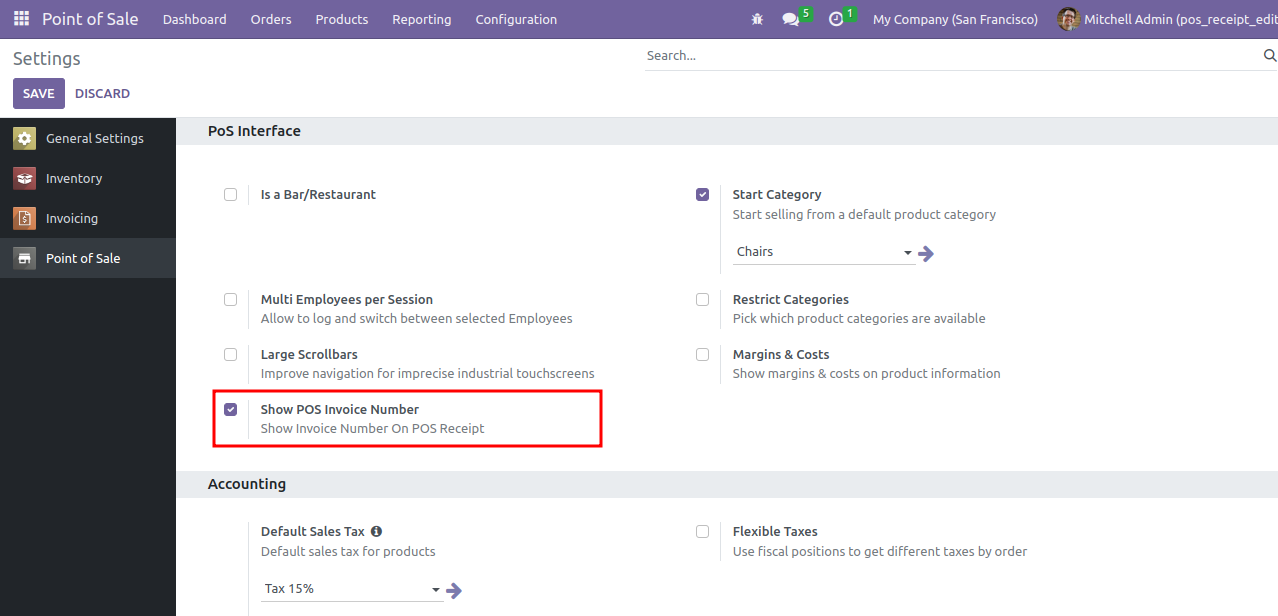 Point of Sale Dashboard Orders Products Reporting Configuration 5 1 My Company (San Francisco) Mitchell Admin (pos_receipt_edit
Settings
Search...
SAVE DISCARD
General Settings
Inventory
Invoicing
Point of Sale
PoS Interface
Is a Bar/Restaurant
Start Category
Start selling from a default product category
Chairs
Multi Employees per Session
Allow to log and switch between selected Employees
Restrict Categories
Pick which product categories are available
Large Scrollbars
Improve navigation for imprecise industrial touchscreens
Margins & Costs
Show margins & costs on product information
Show POS Invoice Number
Show Invoice Number On POS Receipt
Accounting
Default Sales Tax
Default sales tax for products
Tax 15%
Flexible Taxes
Use fiscal positions to get different taxes by order